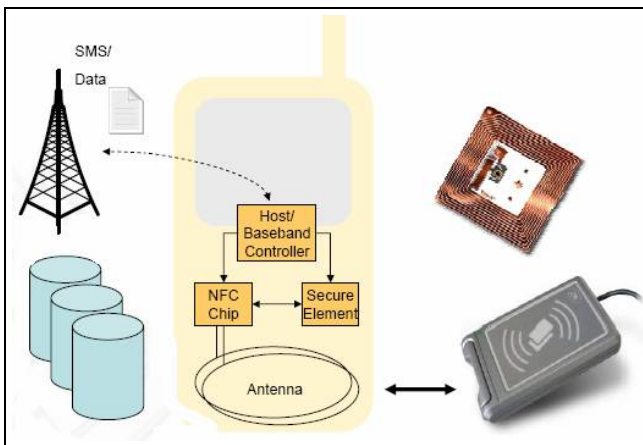 SMS/
Data
Host/
Baseband
Controller
NFC
Chip
Secure
Element
Antenna